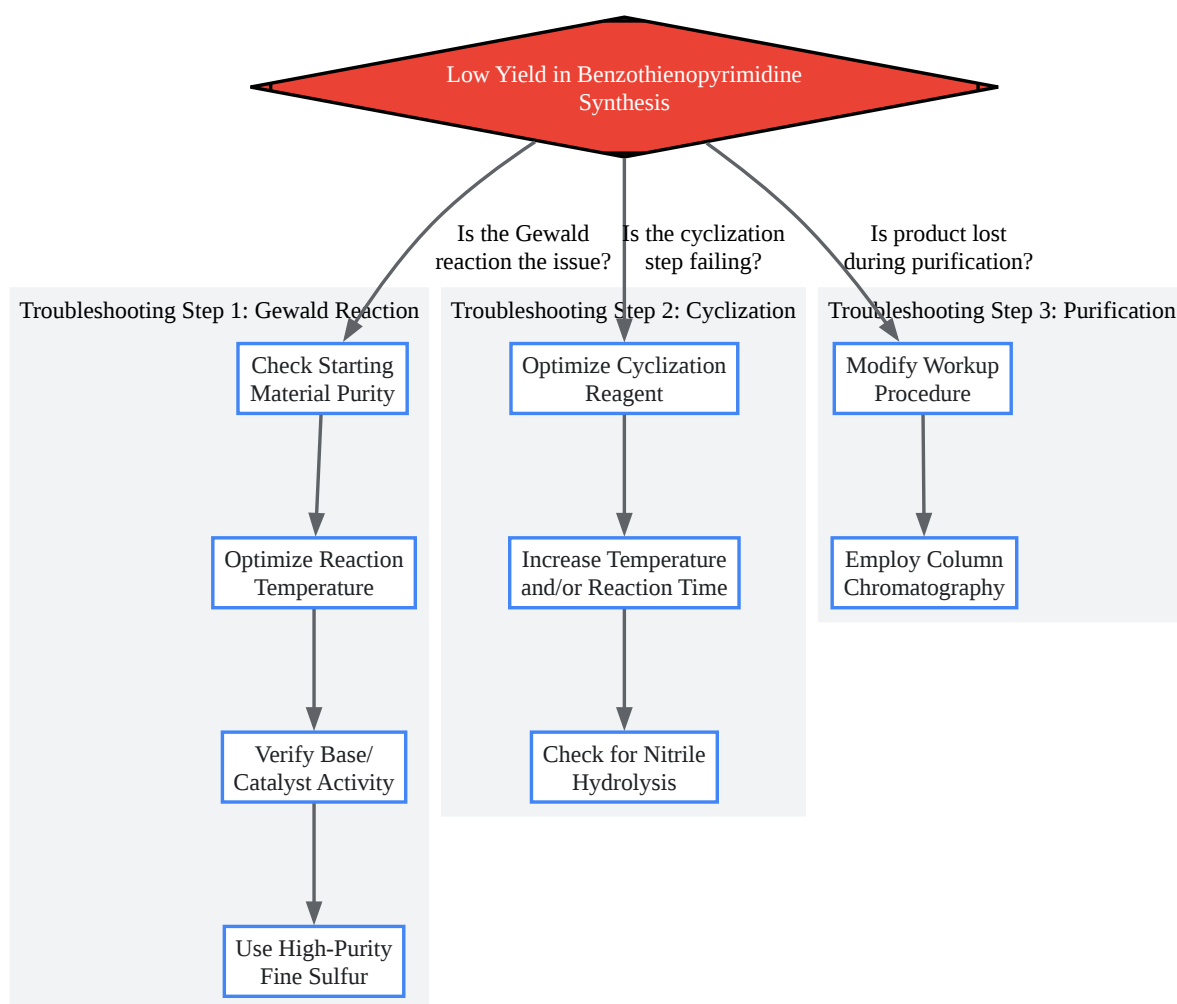 Low Yield in Benzothienopyrimidine
Synthesis
Is the Gewald
reaction the issue?
Is the cyclization
step failing?
Is product lost
during purification?
Troubleshooting Step 1: Gewald Reaction
Check Starting
Material Purity
Optimize Reaction
Temperature
Verify Base/
Catalyst Activity
Use High-Purity
Fine Sulfur
Troubleshooting Step 2: Cyclization
Optimize Cyclization
Reagent
Increase Temperature
and/or Reaction Time
Check for Nitrile
Hydrolysis
Troubleshooting Step 3: Purification
Modify Workup
Procedure
Employ Column
Chromatography